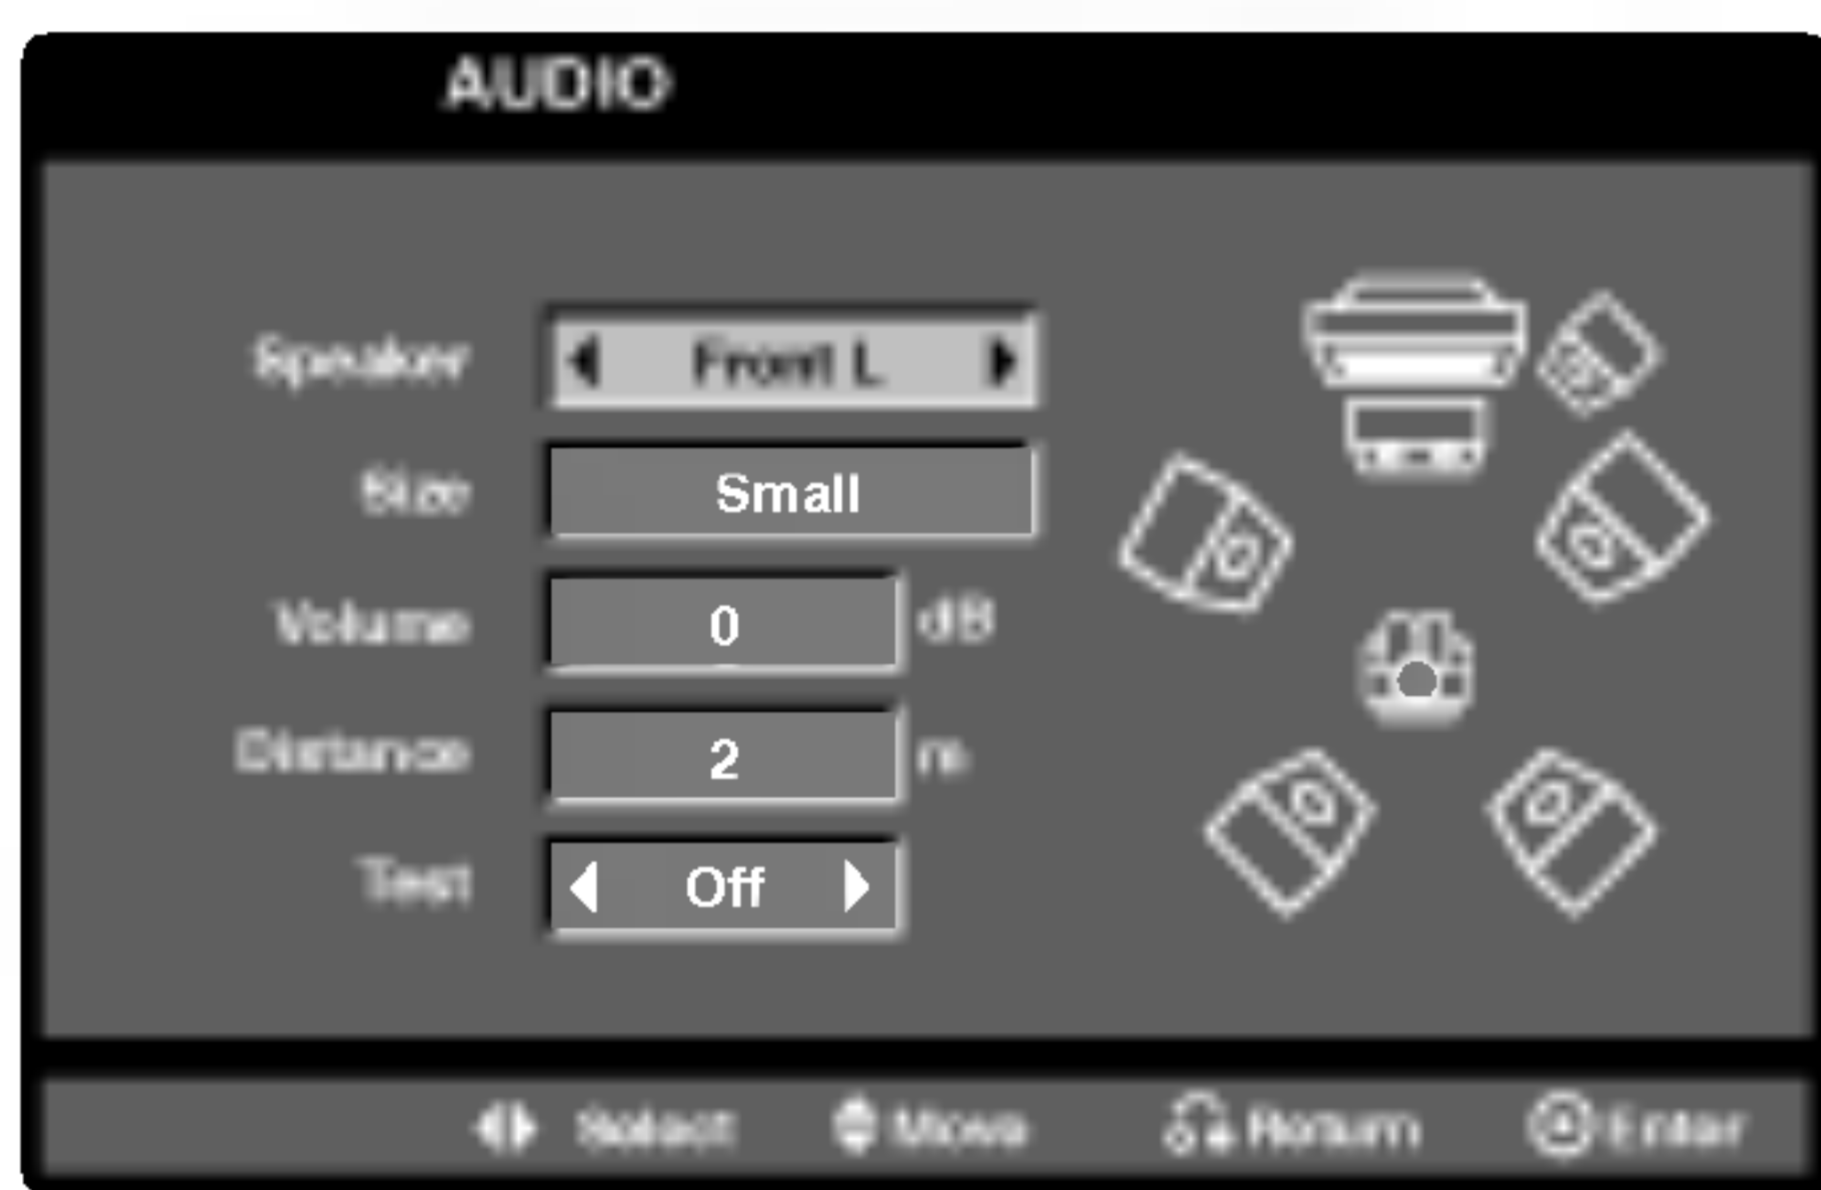 AUDIO
Speaker Front L
Size Small
Volume 0 dB
Distance 2 m
Test Off
Select Move Return Enter